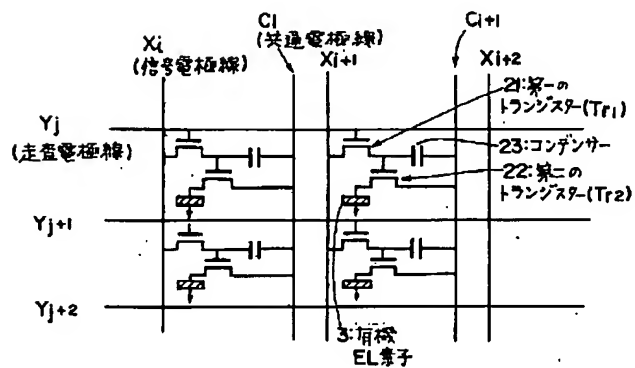 Xi
(信号電極線)
Ci
(共通電極線)
Xi+1
Ci+1
Xi+2
21:第一の
トランジスター(Tr1)
23:コンデンサー
22:第二の
トランジスター(Tr2)
Yj
(走査電極線)
Yj+1
Yj+2
3:有機
EL素子